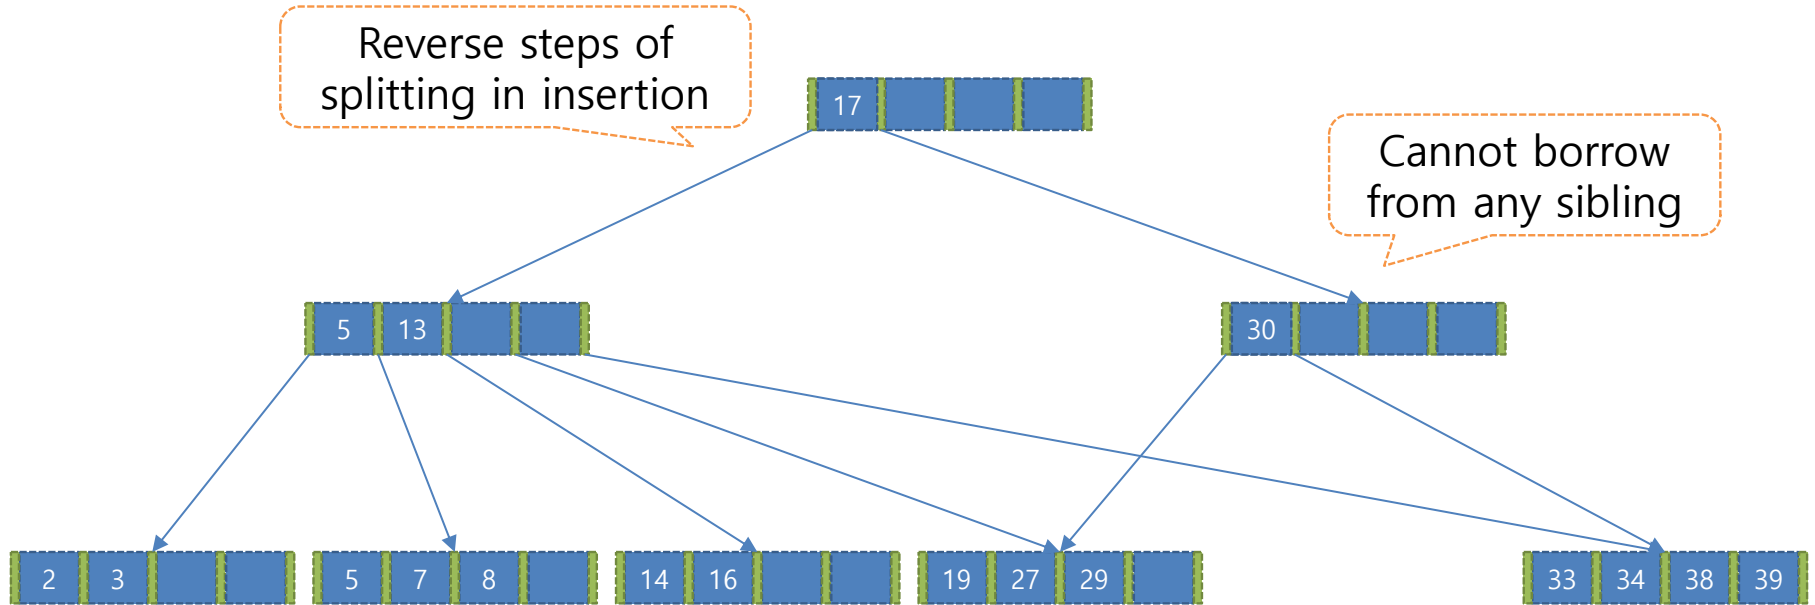 Reverse steps of
splitting in insertion
17
Cannot borrow
from any sibling
5 13
30
2 3
5 7 8
14 16
19 27 29
33 34 38 39